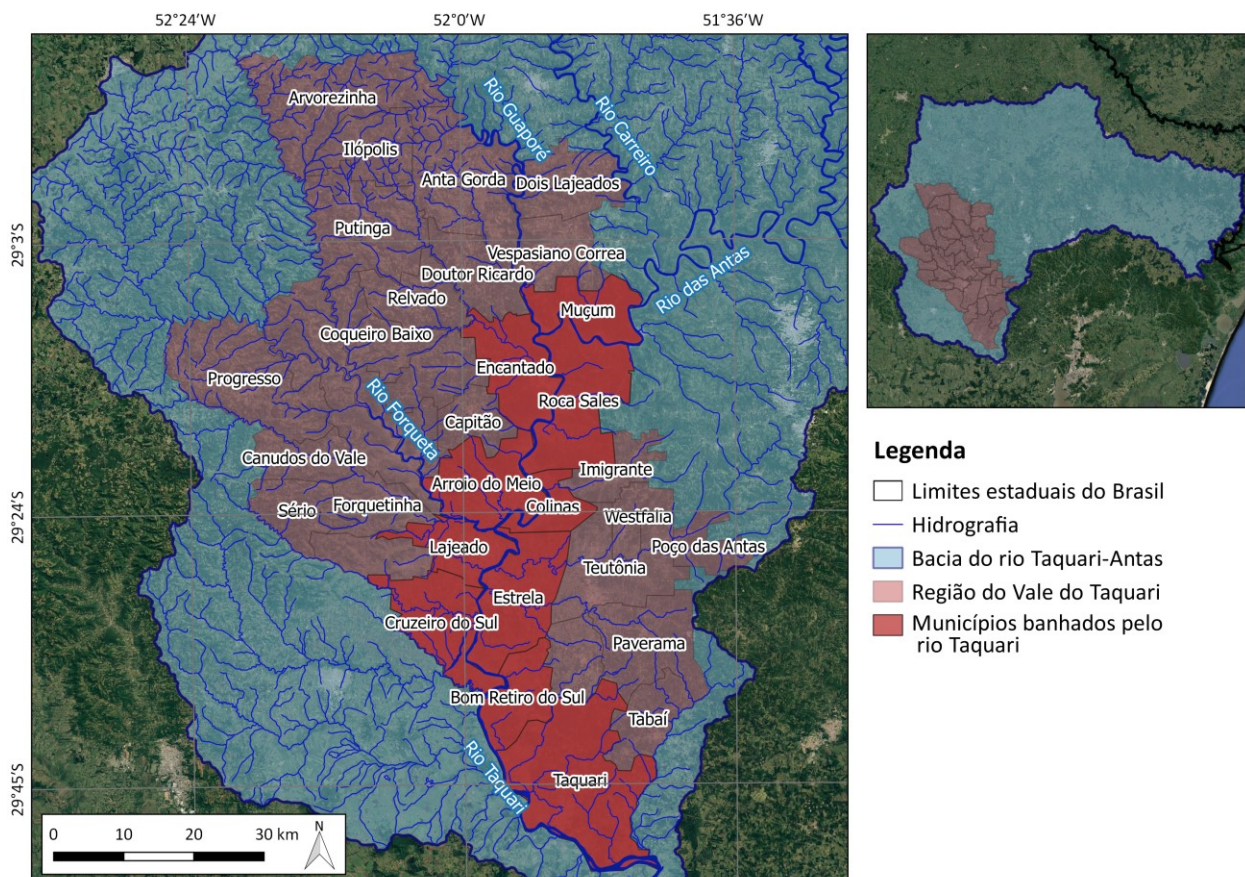 52°24'W
52°0'W
51°36'W
29°3'S
29°24'S
29°45'S
Arvorezinha
Rio Guaporé
Rio Carreiro
Ilópolis
Anta Gorda
Dois Lajeados
Putinga
Vespasiano Correa
Doutor Ricardo
Rio das Antas
Relvado
Muçum
Coqueiro Baixo
Encantado
Progresso
Rio Forqueta
Roca Sales
Capitão
Canudos do Vale
Imigrante
Arroio do Meio
Sério
Forquetinha
Colinas
Westfalia
Lajeado
Poço das Antas
Teutônia
Estrela
Cruzeiro do Sul
Paverama
Bom Retiro do Sul
Tabaí
Rio Taquari
Taquari
0 10 20 30 km
N
Legenda
Limites estaduais do Brasil
Hidrografia
Bacia do rio Taquari-Antas
Região do Vale do Taquari
Municípios banhados pelo
rio Taquari